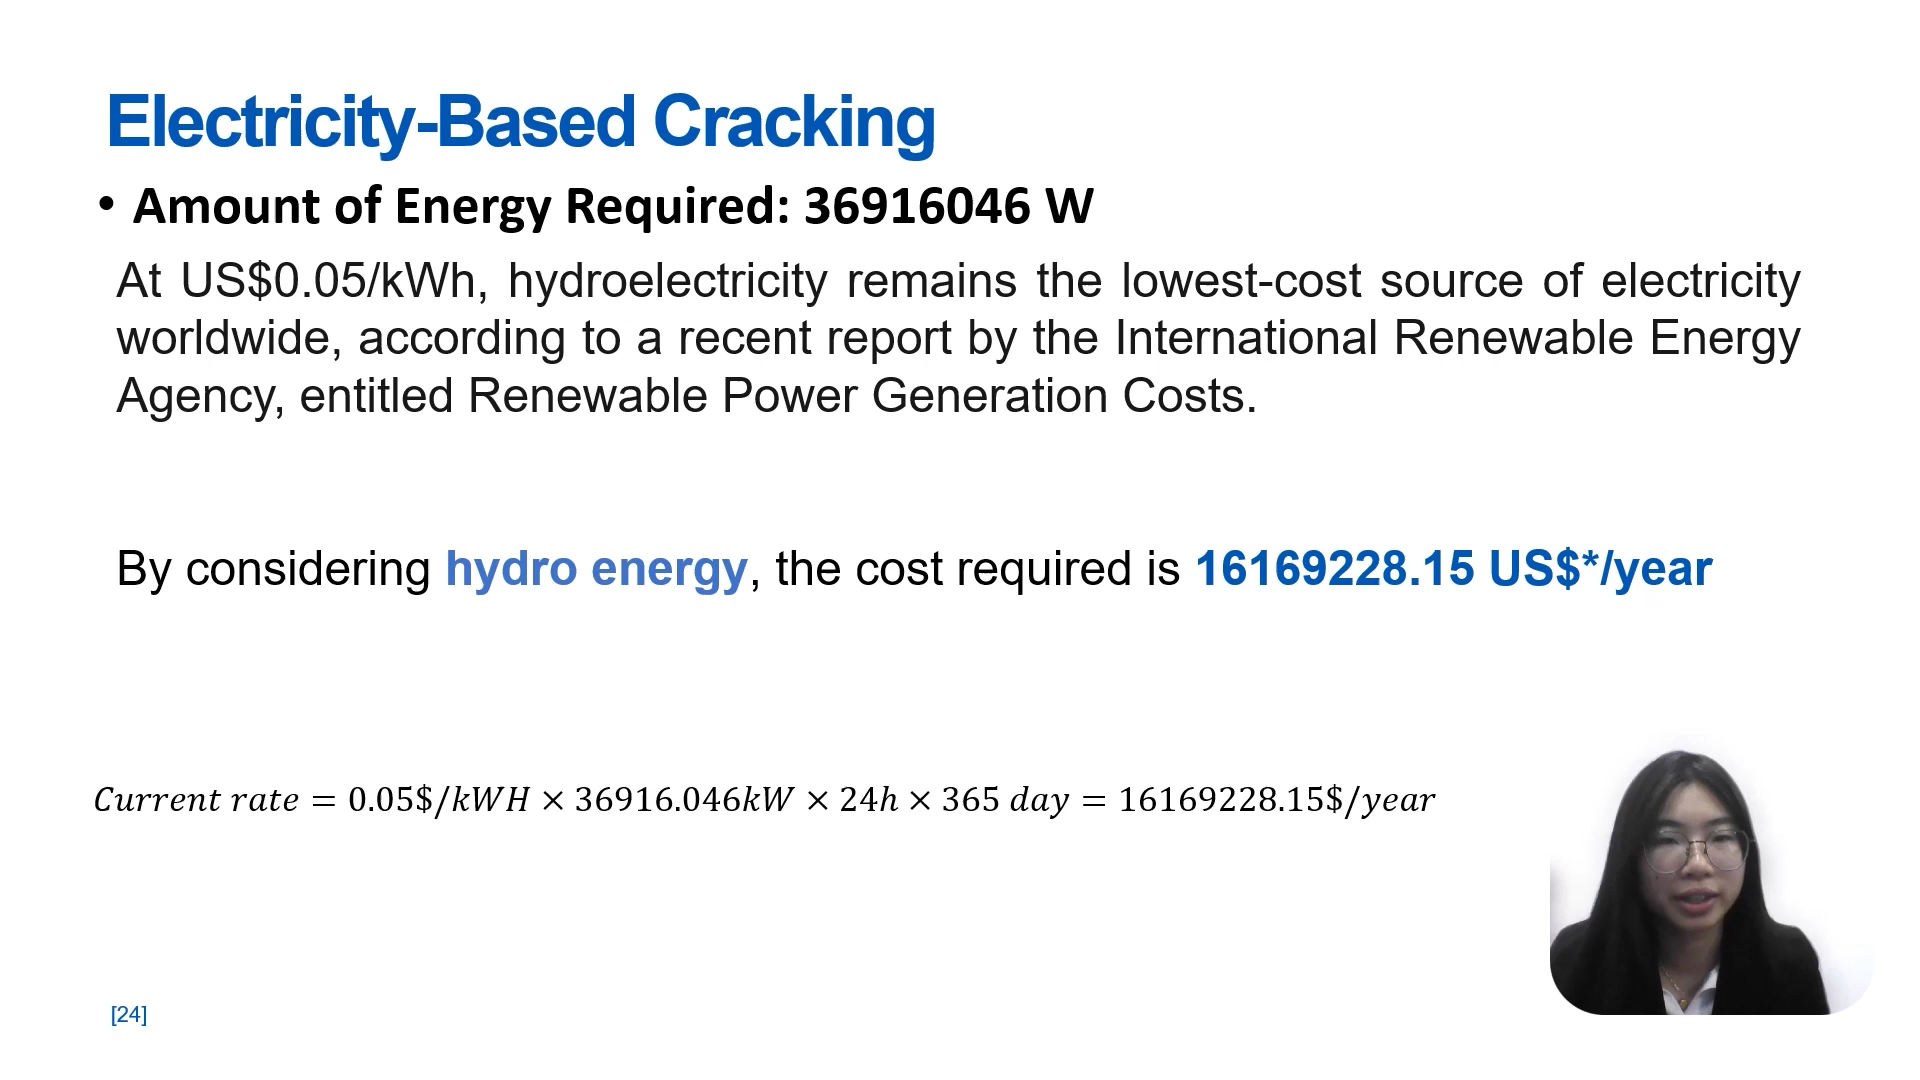 Electricity-Based Cracking
• Amount of Energy Required: 36916046 W
At US$0.05/kWh, hydroelectricity remains the lowest-cost source of electricity
worldwide, according to a recent report by the International Renewable Energy
Agency, entitled Renewable Power Generation Costs.
By considering hydro energy, the cost required is 16169228.15 US$*/year
Current rate = 0.05$/kWH × 36916.046kW × 24h × 365 day = 16169228.15$/year
[24]